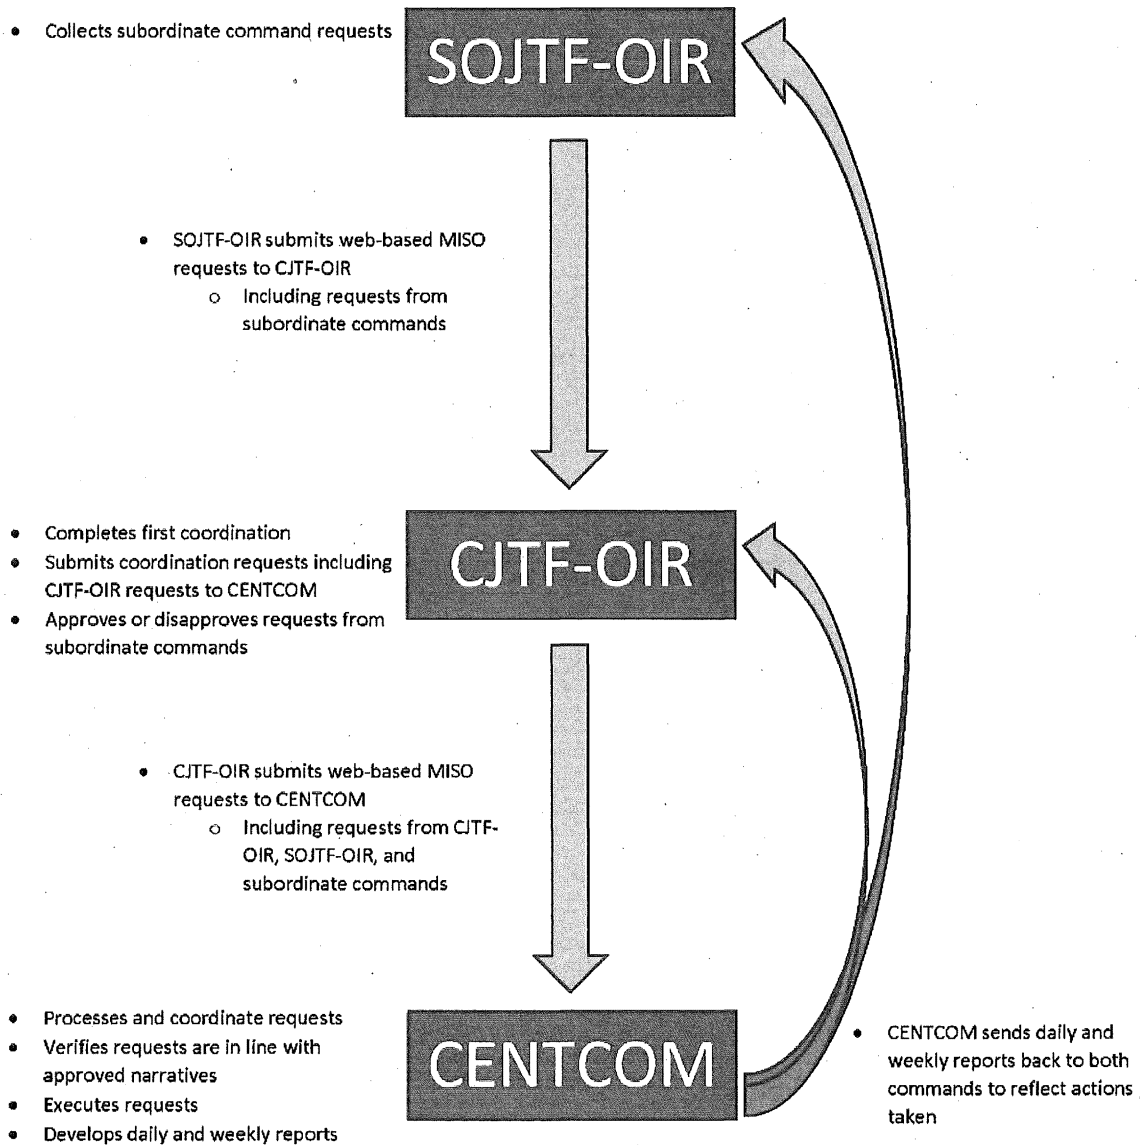 • Collects subordinate command requests
SOJTF-OIR
• SOJTF-OIR submits web-based MISO
requests to CJTF-OIR
o Including requests from
subordinate commands
• Completes first coordination
• Submits coordination requests including
CJTF-OIR requests to CENTCOM
• Approves or disapproves requests from
subordinate commands
CJTF-OIR
• CJTF-OIR submits web-based MISO
requests to CENTCOM
o Including requests from CJTF-
OIR, SOJTF-OIR, and
subordinate commands
• Processes and coordinate requests
• Verifies requests are in line with
approved narratives
• Executes requests
• Develops daily and weekly reports
CENTCOM
• CENTCOM sends daily and
weekly reports back to both
commands to reflect actions
taken